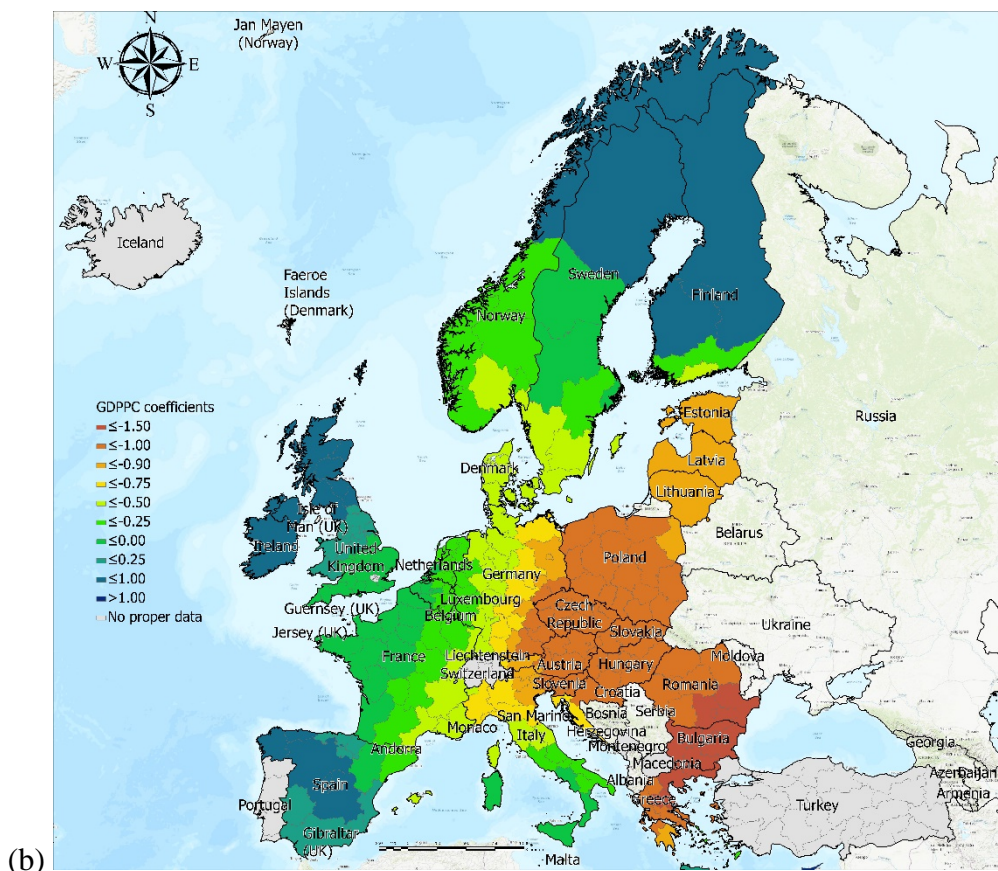 Jan Mayen
(Norway)
N
W
E
S
Iceland
Faeroe
Islands
(Denmark)
Sweden
Norway
Finland
GDPPC coefficients
≤-1.50
≤-1.00
≤-0.90
≤-0.75
≤-0.50
≤-0.25
≤0.00
≤0.25
≤1.00
>1.00
No proper data
Estonia
Russia
Latvia
Denmark
Lithuania
Isle of
Man (UK)
Ireland
United
Kingdom
Belarus
Netherlands
Germany
Poland
Guernsey (UK)
Luxembourg
Belgium
Czech
Republic
Ukraine
Jersey (UK)
Slovakia
France
Liechtenstein
Switzerland
Austria
Hungary
Moldova
Slovenia
Croatia
Romania
San Marino
Bosnia
Serbia
Monaco
Italy
Herzegovina
Bulgaria
Andorra
Montenegro
Macedonia
Georgia
Spain
Albania
Azerbaijan
Armenia
Portugal
Greece
Turkey
Gibraltar
(UK)
Malta
(b)